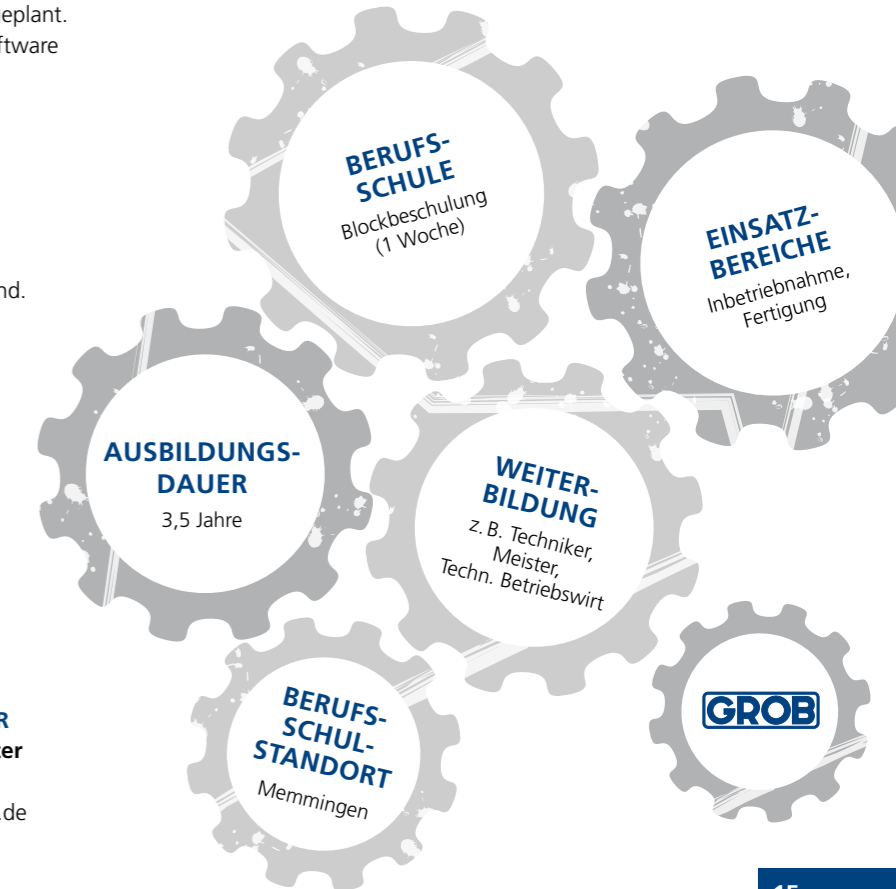 eplant.
ftware
nd.
BERUFS-
SCHULE
Blockbeschulung
(1 Woche)
EINSATZ-
BEREICHE
Inbetriebnahme,
Fertigung
AUSBILDUNGS-
DAUER
3,5 Jahre
WEITER-
BILDUNG
z. B. Techniker,
Meister,
Techn. Betriebswirt
BERUFS-
SCHUL-
STANDORT
Memmingen
GROB
R
ter
.de